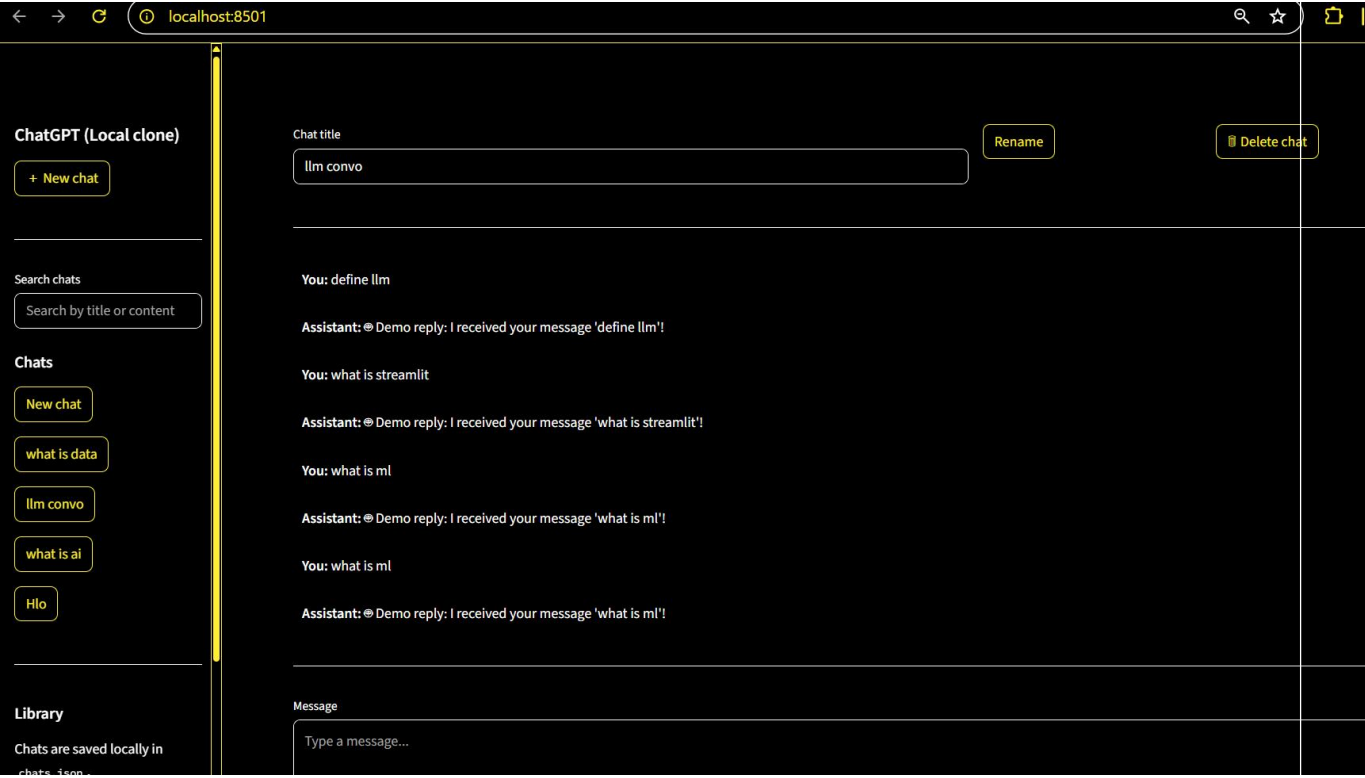 localhost:8501
ChatGPT (Local clone)
+ New chat
Search chats
Search by title or content
Chats
New chat
what is data
llm convo
what is ai
Hlo
Library
Chats are saved locally in
chats.json.
Chat title
llm convo
Rename
Delete chat
You: define llm
Assistant: Demo reply: I received your message 'define llm'!
You: what is streamlit
Assistant: Demo reply: I received your message 'what is streamlit'!
You: what is ml
Assistant: Demo reply: I received your message 'what is ml'!
You: what is ml
Assistant: Demo reply: I received your message 'what is ml'!
Message
Type a message...